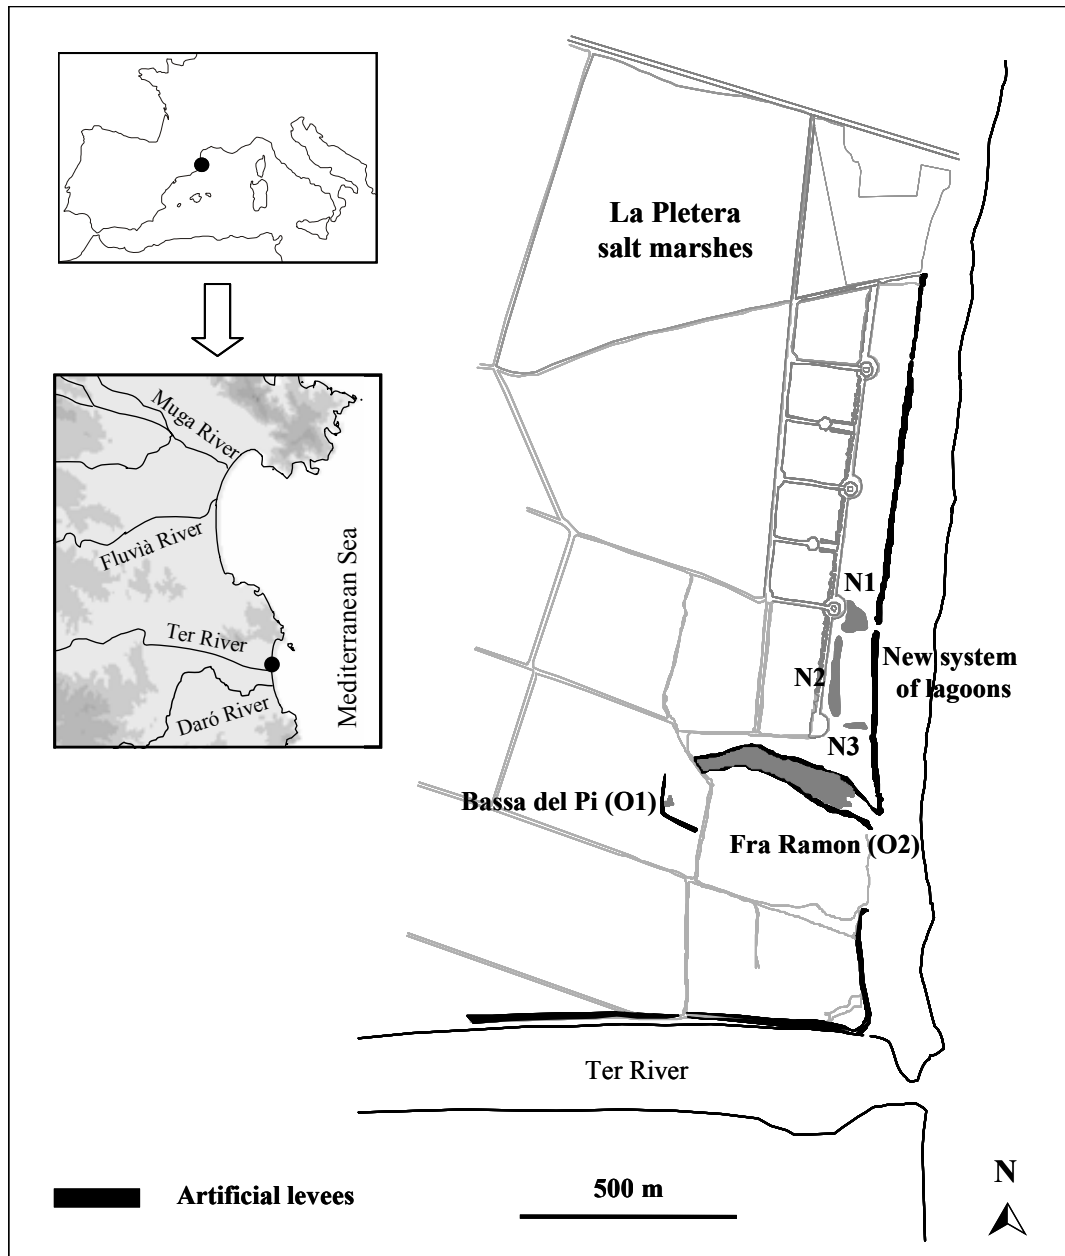 La Pletera
salt marshes
Muga River
Fluvià River
Ter River
Daró River
Mediterranean Sea
N1
New system
of lagoons
N2
N3
Bassa del Pi (O1)
Fra Ramon (O2)
Ter River
Artificial levees
500 m
N